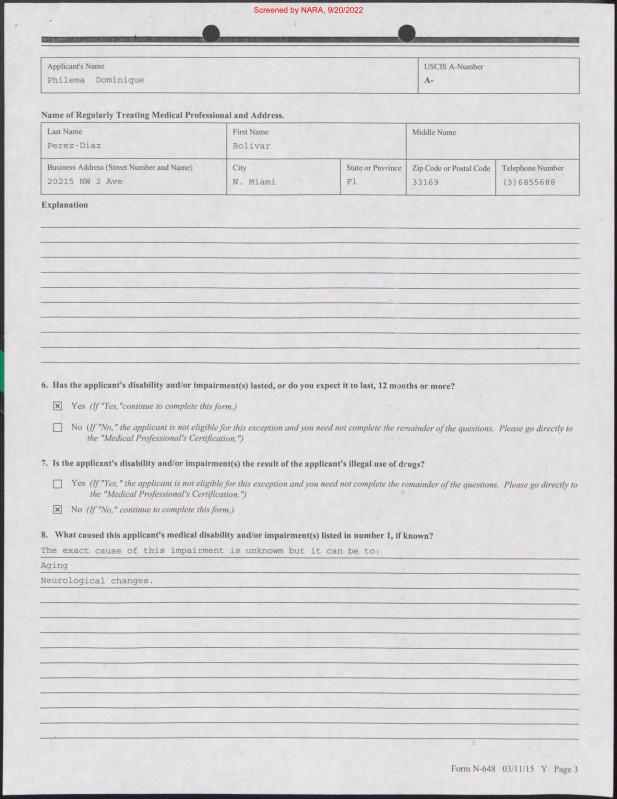 Screened by NARA, 9/20/2022
Applicant's Name
USCIS A-Number
Philema Dominique
A-
Name of Regularly Treating Medical Professional and Address.
Last Name
First Name
Middle Name
Perez-Diaz
Bolivar
Business Address (Street Number and Name)
City
State or Province
Zip Code or Postal Code
Telephone Number
20215 NW 2 Ave
N. Miami
Fl
33169
(3)6855688
Explanation
6. Has the applicant's disability and/or impairment(s) lasted, or do you expect it to last, 12 months or more?
☒ Yes (If "Yes,"continue to complete this form.)
☐ No (If "No," the applicant is not eligible for this exception and you need not complete the remainder of the questions. Please go directly to
the "Medical Professional's Certification.")
7. Is the applicant's disability and/or impairment(s) the result of the applicant's illegal use of drugs?
☐ Yes (If "Yes," the applicant is not eligible for this exception and you need not complete the remainder of the questions. Please go directly to
the "Medical Professional's Certification.")
☒ No (If "No," continue to complete this form.)
8. What caused this applicant's medical disability and/or impairment(s) listed in number 1, if known?
The exact cause of this impairment is unknowm but it can be to:
Aging
Neurological changes.
Form N-648 03/11/15 Y Page 3